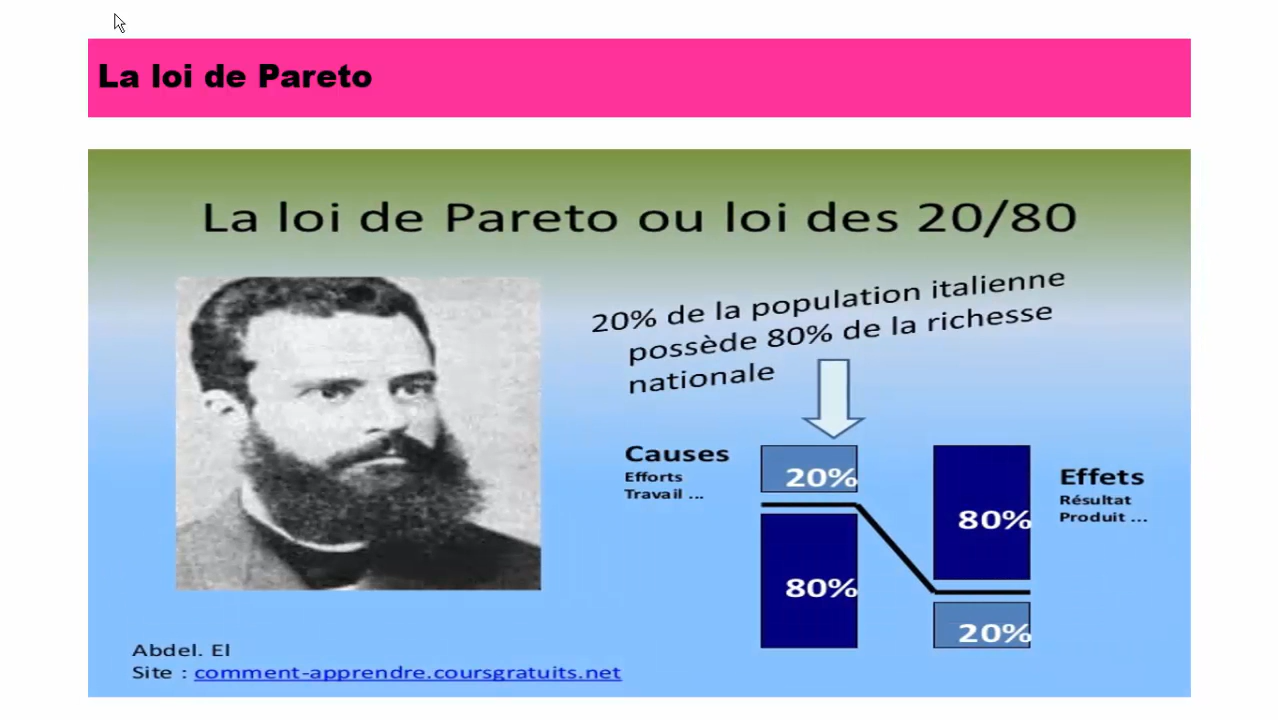 La loi de Pareto
La loi de Pareto ou loi des 20/80
20% de la population italienne
possède 80% de la richesse
nationale
Causes
Efforts
Travail ...
20%
80%
80%
20%
Effets
Résultat
Produit ...
Abdel. El
Site : comment-apprendre.coursgratuits.net